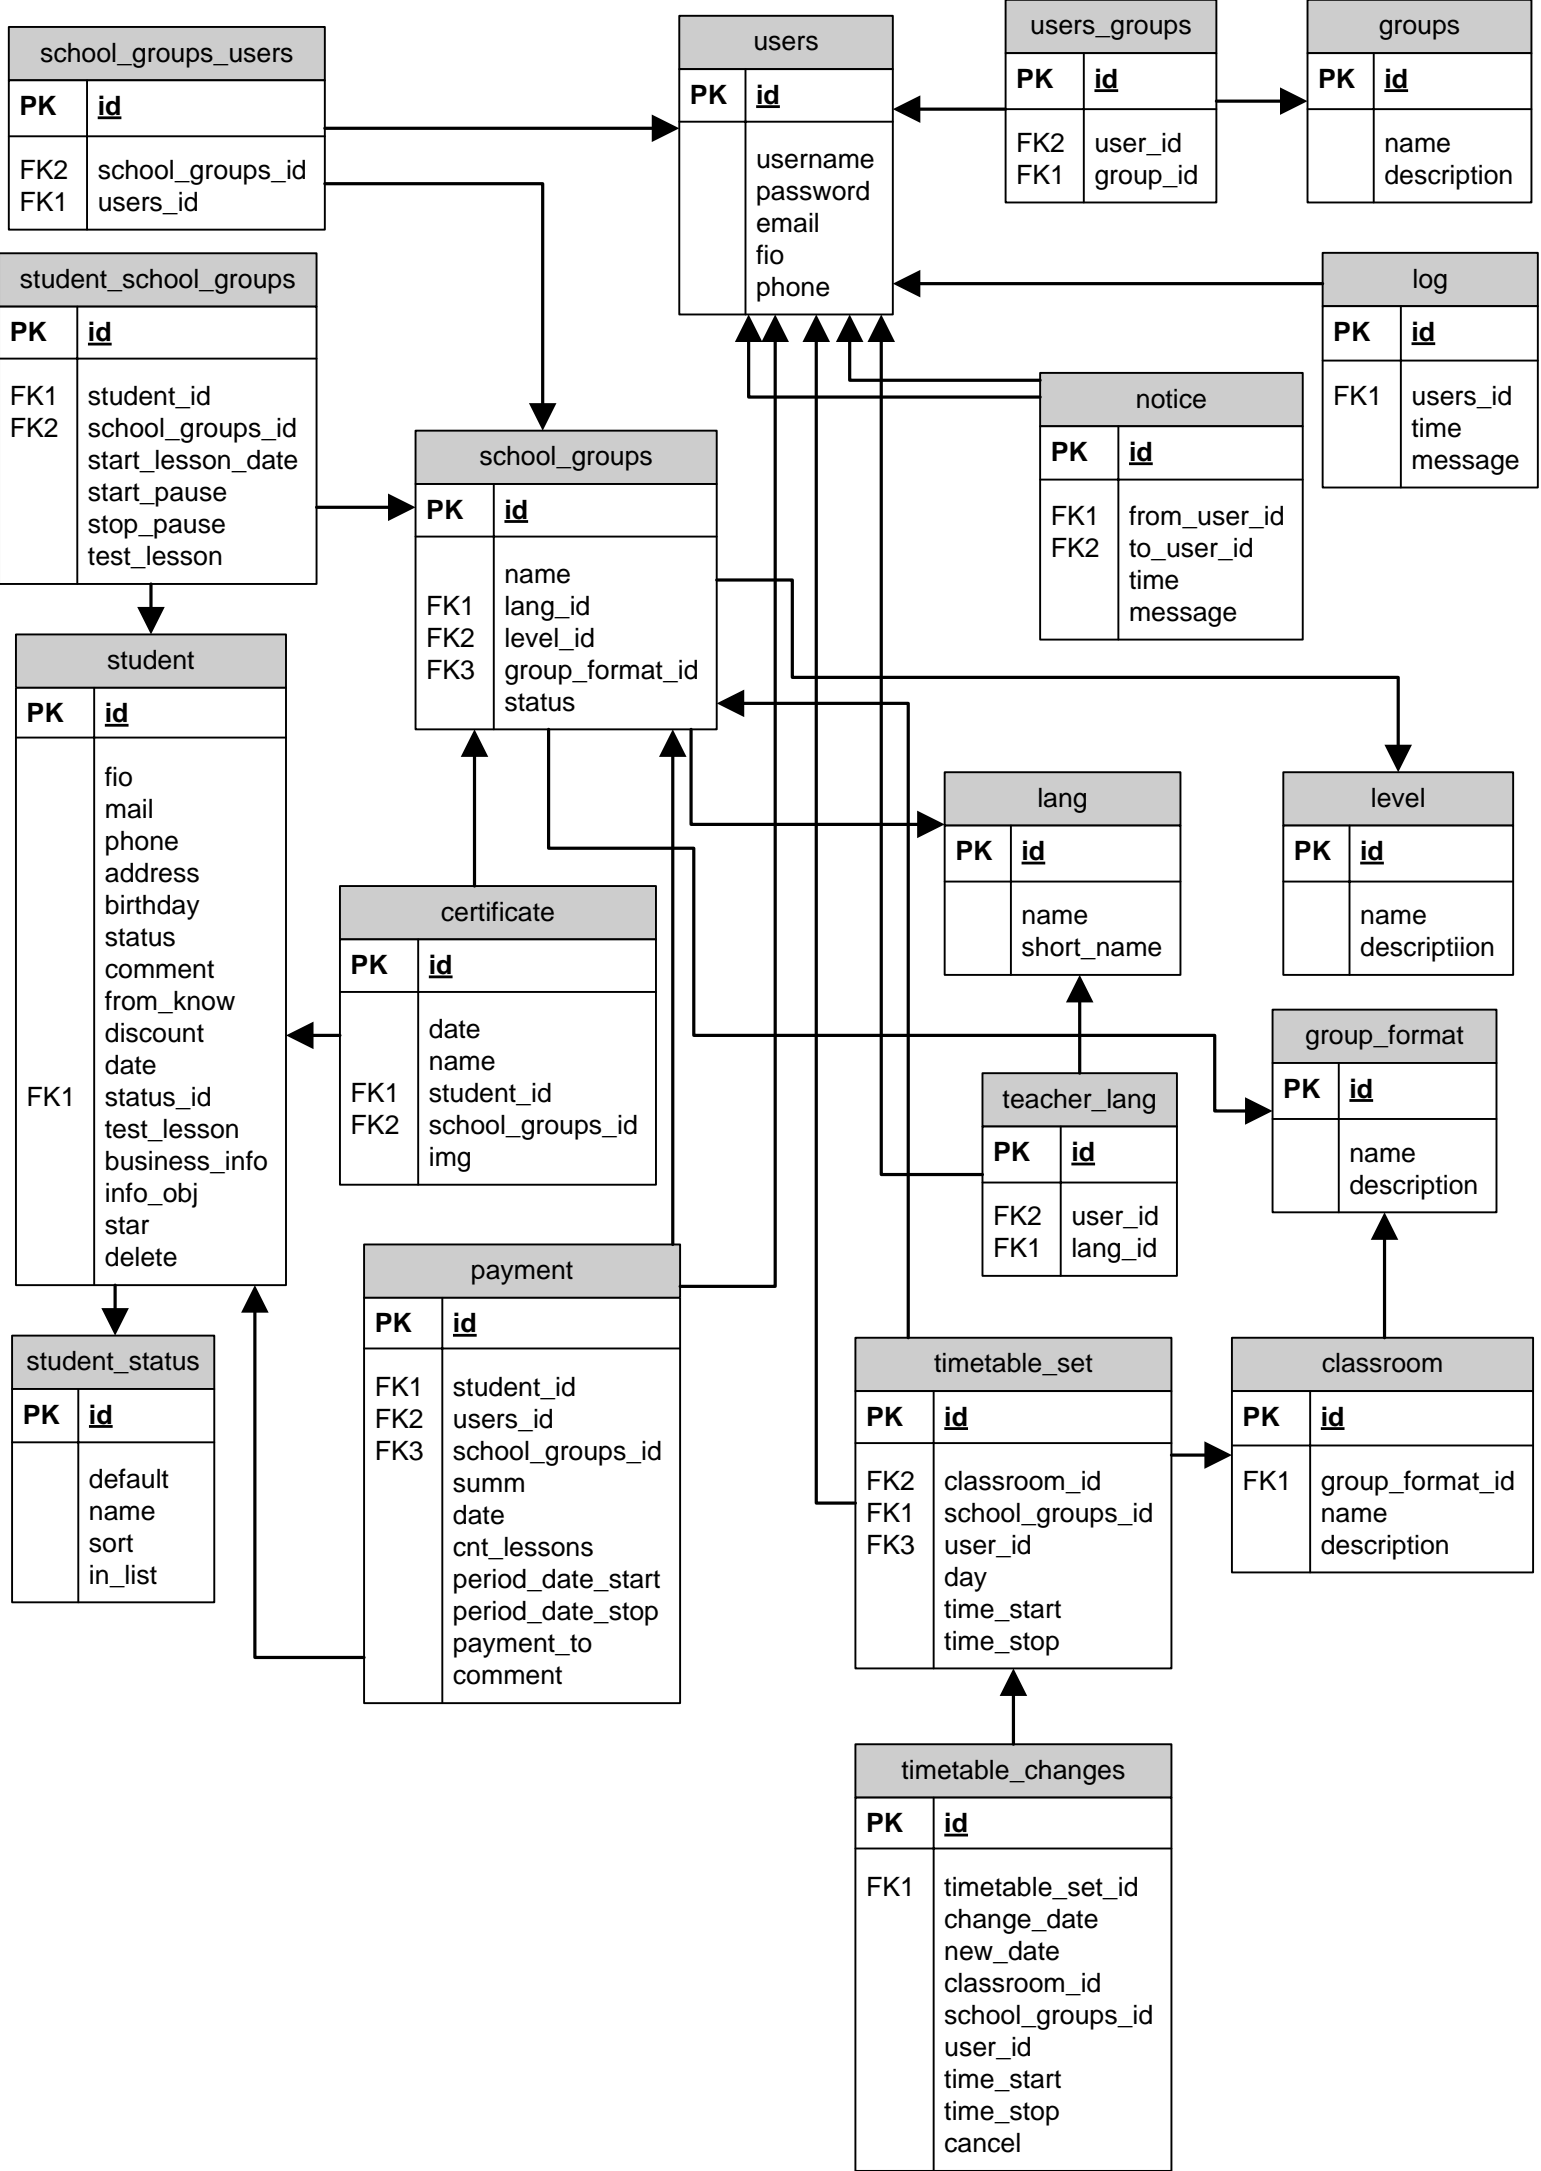 school_groups_users
PK id
FK2 school_groups_id
FK1 users_id
users
PK id
username
password
email
fio
phone
users_groups
PK id
FK2 user_id
FK1 group_id
groups
PK id
name
description
student_school_groups
PK id
FK1 student_id
FK2 school_groups_id
start_lesson_date
start_pause
stop_pause
test_lesson
log
PK id
FK1 users_id
time
message
notice
PK id
FK1 from_user_id
FK2 to_user_id
time
message
school_groups
PK id
name
FK1 lang_id
FK2 level_id
FK3 group_format_id
status
student
PK id
fio
mail
phone
address
birthday
status
comment
from_know
discount
date
FK1 status_id
test_lesson
business_info
info_obj
star
delete
lang
PK id
name
short_name
level
PK id
name
descriptiion
certificate
PK id
date
name
FK1 student_id
FK2 school_groups_id
img
group_format
PK id
name
description
teacher_lang
PK id
FK2 user_id
FK1 lang_id
payment
PK id
FK1 student_id
FK2 users_id
FK3 school_groups_id
summ
date
cnt_lessons
period_date_start
period_date_stop
payment_to
comment
student_status
PK id
default
name
sort
in_list
timetable_set
PK id
FK2 classroom_id
FK1 school_groups_id
FK3 user_id
day
time_start
time_stop
classroom
PK id
FK1 group_format_id
name
description
timetable_changes
PK id
FK1 timetable_set_id
change_date
new_date
classroom_id
school_groups_id
user_id
time_start
time_stop
cancel